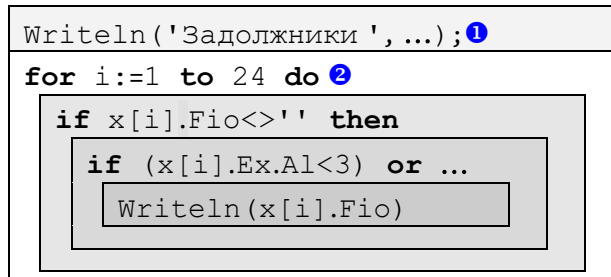 Writeln('Задолжники ', …);❶
for i:=1 to 24 do ❷
if x[i].Fio<>'' then
if (x[i].Ex.Al<3) or …
Writeln(x[i].Fio)